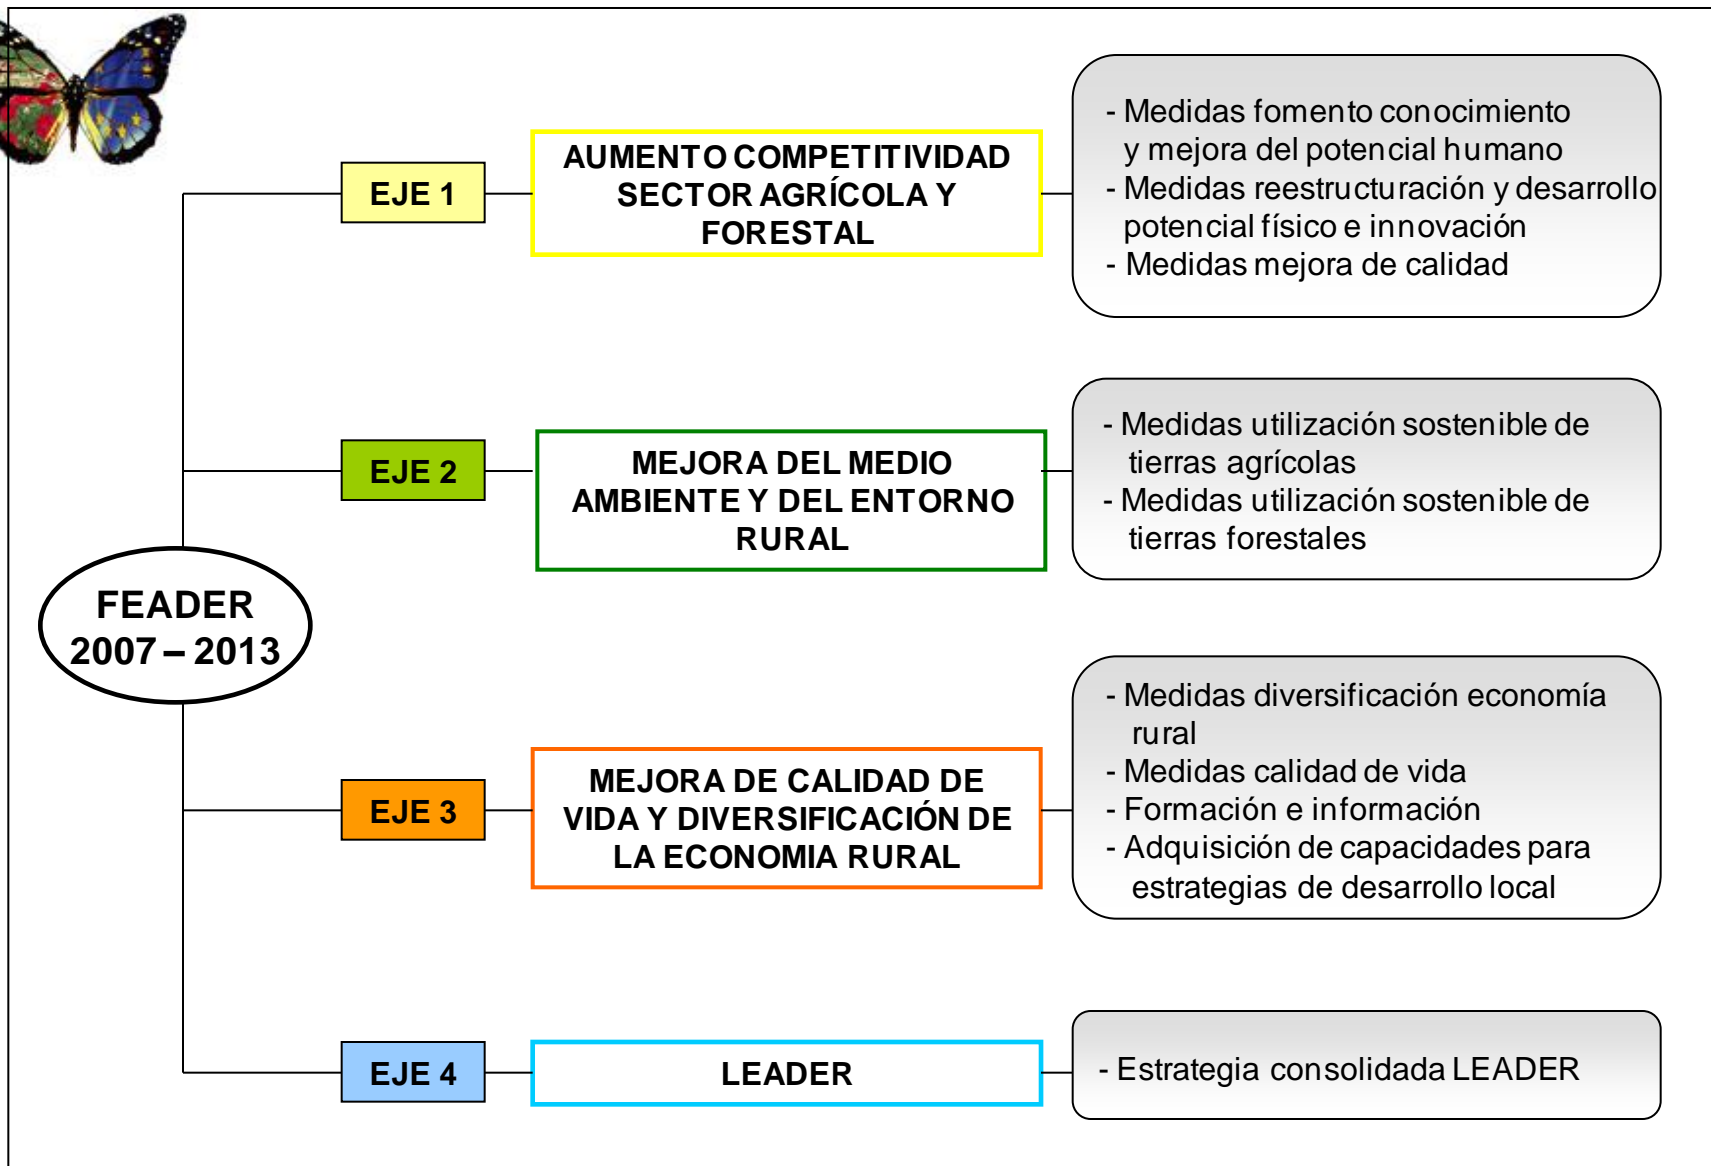 EJE 1
AUMENTO COMPETITIVIDAD
SECTOR AGRÍCOLA Y
FORESTAL
- Medidas fomento conocimiento
y mejora del potencial humano
- Medidas reestructuración y desarrollo
potencial físico e innovación
- Medidas mejora de calidad
EJE 2
MEJORA DEL MEDIO
AMBIENTE Y DEL ENTORNO
RURAL
- Medidas utilización sostenible de
tierras agrícolas
- Medidas utilización sostenible de
tierras forestales
FEADER
2007 – 2013
EJE 3
MEJORA DE CALIDAD DE
VIDA Y DIVERSIFICACIÓN DE
LA ECONOMIA RURAL
- Medidas diversificación economía
rural
- Medidas calidad de vida
- Formación e información
- Adquisición de capacidades para
estrategias de desarrollo local
EJE 4
LEADER
- Estrategia consolidada LEADER